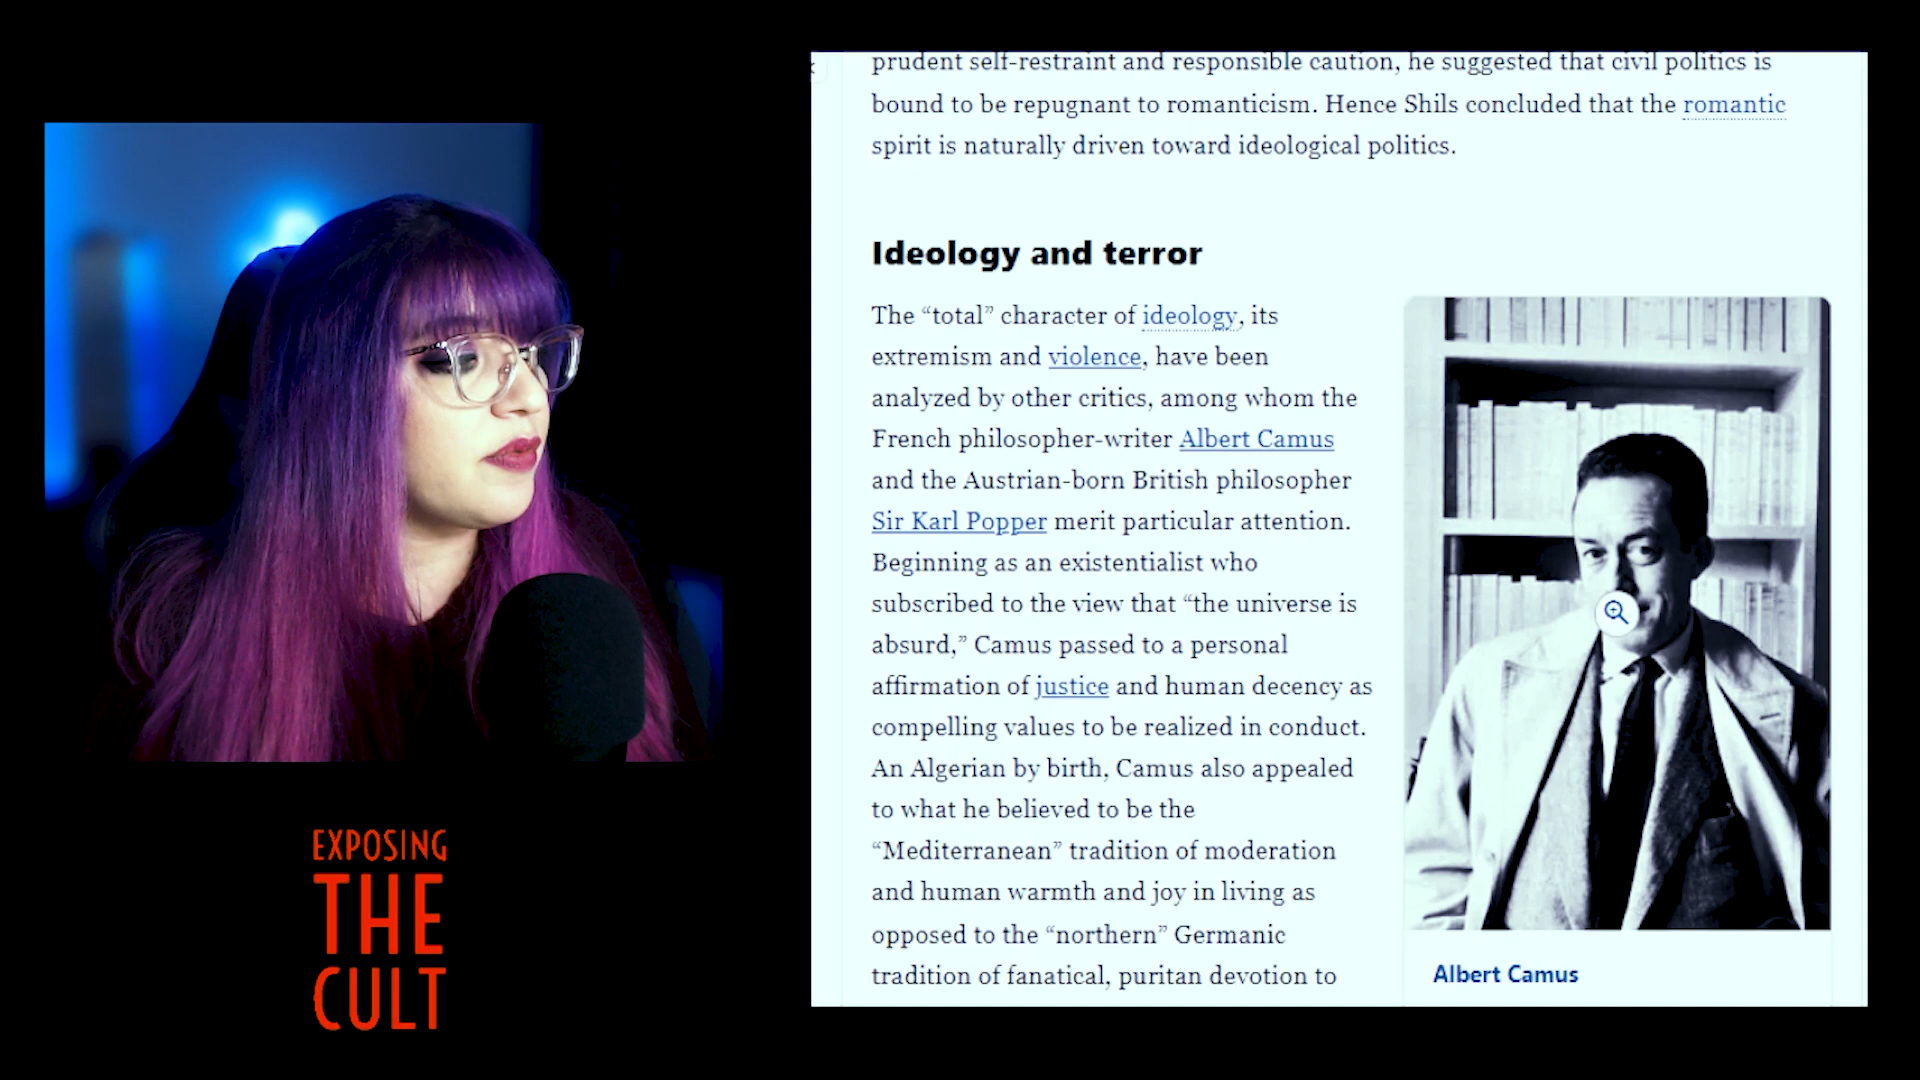 prudent self-restraint and responsible caution, he suggested that civil politics is
bound to be repugnant to romanticism. Hence Shils concluded that the romantic
spirit is naturally driven toward ideological politics.
Ideology and terror
The “total” character of ideology, its
extremism and violence, have been
analyzed by other critics, among whom the
French philosopher-writer Albert Camus
and the Austrian-born British philosopher
Sir Karl Popper merit particular attention.
Beginning as an existentialist who
subscribed to the view that “the universe is
absurd,” Camus passed to a personal
affirmation of justice and human decency as
compelling values to be realized in conduct.
An Algerian by birth, Camus also appealed
to what he believed to be the
“Mediterranean” tradition of moderation
and human warmth and joy in living as
opposed to the “northern” Germanic
tradition of fanatical, puritan devotion to
Albert Camus
EXPOSING
THE
CULT